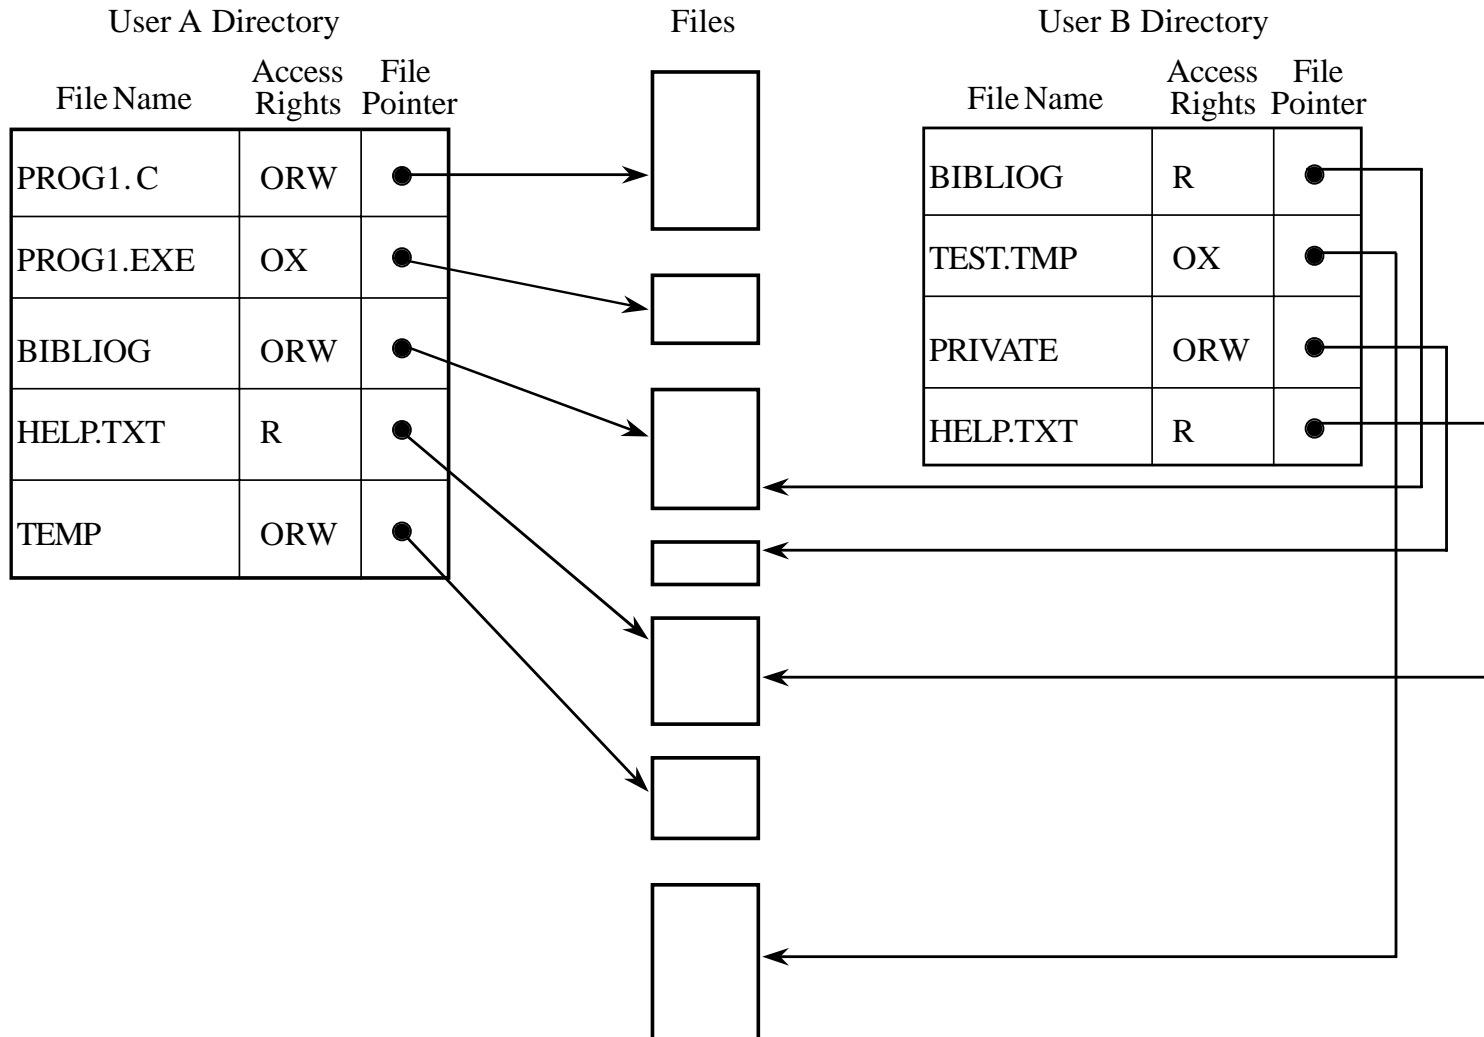 User A Directory
Files
User B Directory
File Name
Access Rights
File Pointer
PROG1. C ORW
PROG1.EXE OX
BIBLIOG ORW
HELP.TXT R
TEMP ORW
File Name
Access Rights
File Pointer
BIBLIOG R
TEST.TMP OX
PRIVATE ORW
HELP.TXT R